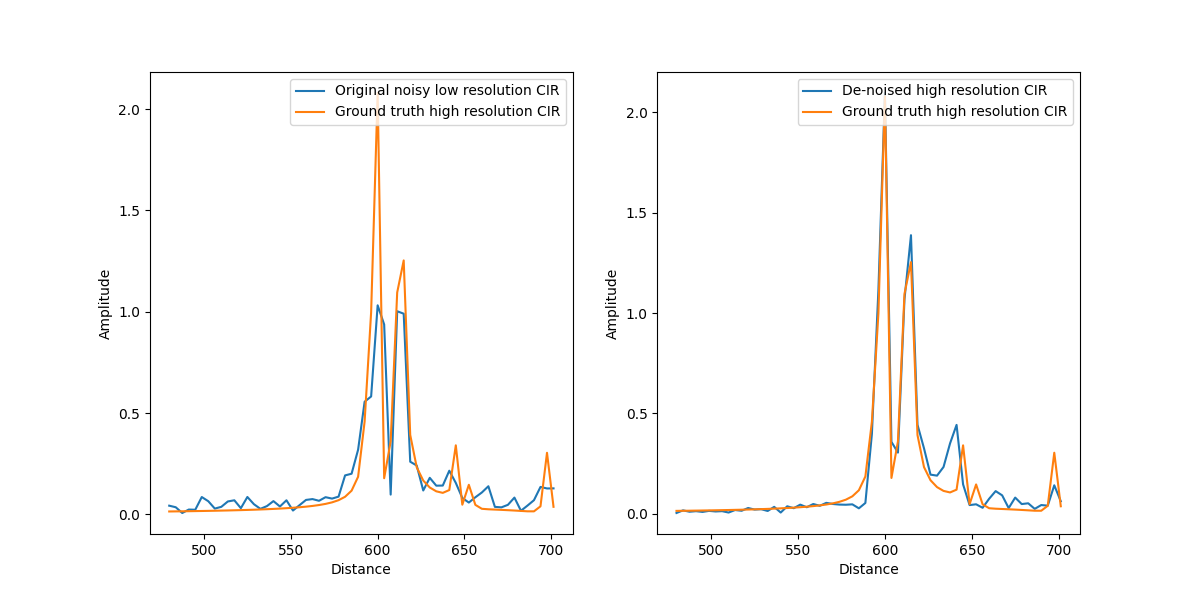 Original noisy low resolution CIR
Ground truth high resolution CIR
2.0
1.5
1.0
0.5
0.0
Amplitude
500
550
600
650
700
Distance
De-noised high resolution CIR
Ground truth high resolution CIR
2.0
1.5
1.0
0.5
0.0
Amplitude
500
550
600
650
700
Distance